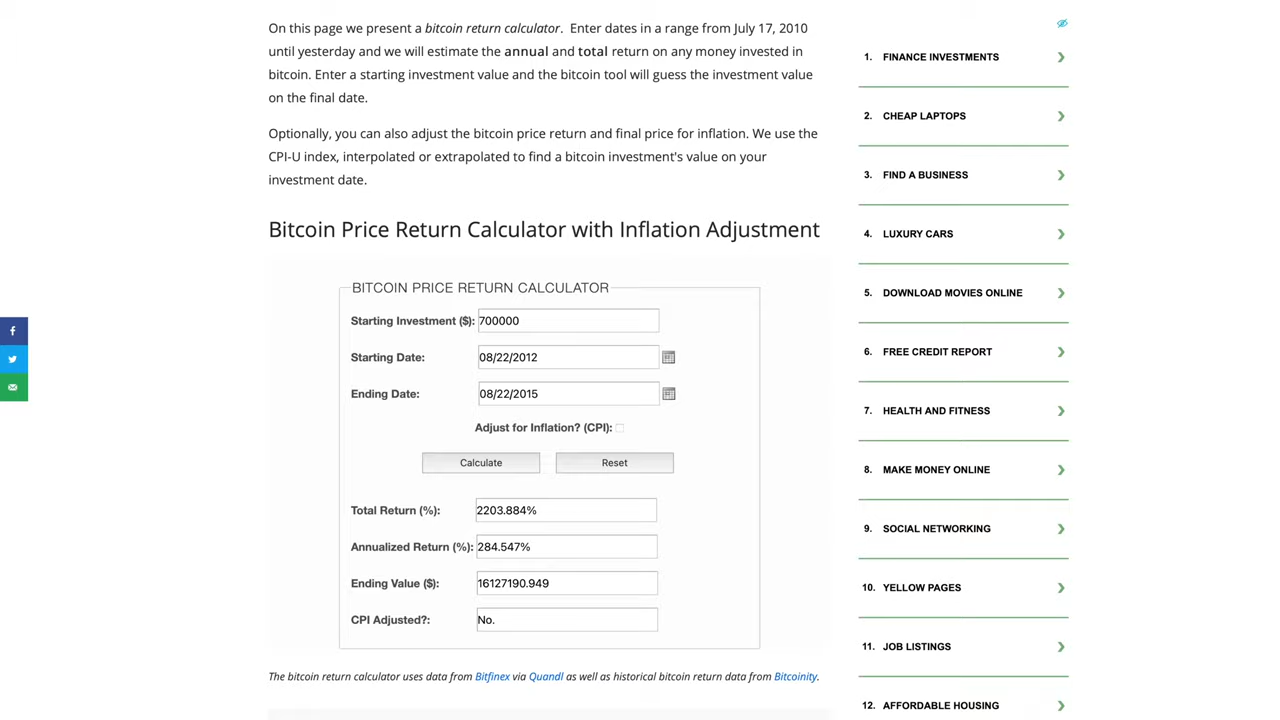 On this page we present a bitcoin return calculator. Enter dates in a range from July 17, 2010
until yesterday and we will estimate the annual and total return on any money invested in
bitcoin. Enter a starting investment value and the bitcoin tool will guess the investment value
on the final date.
Optionally, you can also adjust the bitcoin price return and final price for inflation. We use the
CPI-U index, interpolated or extrapolated to find a bitcoin investment's value on your
investment date.
Bitcoin Price Return Calculator with Inflation Adjustment
BITCOIN PRICE RETURN CALCULATOR
Starting Investment ($): 700000
Starting Date: 08/22/2012
Ending Date: 08/22/2015
Adjust for Inflation? (CPI):
Calculate Reset
Total Return (%): 2203.884%
Annualized Return (%): 284.547%
Ending Value ($): 16127190.949
CPI Adjusted?: No.
The bitcoin return calculator uses data from Bitfinex via Quandl as well as historical bitcoin return data from Bitcoinity.
1. FINANCE INVESTMENTS
2. CHEAP LAPTOPS
3. FIND A BUSINESS
4. LUXURY CARS
5. DOWNLOAD MOVIES ONLINE
6. FREE CREDIT REPORT
7. HEALTH AND FITNESS
8. MAKE MONEY ONLINE
9. SOCIAL NETWORKING
10. YELLOW PAGES
11. JOB LISTINGS
12. AFFORDABLE HOUSING